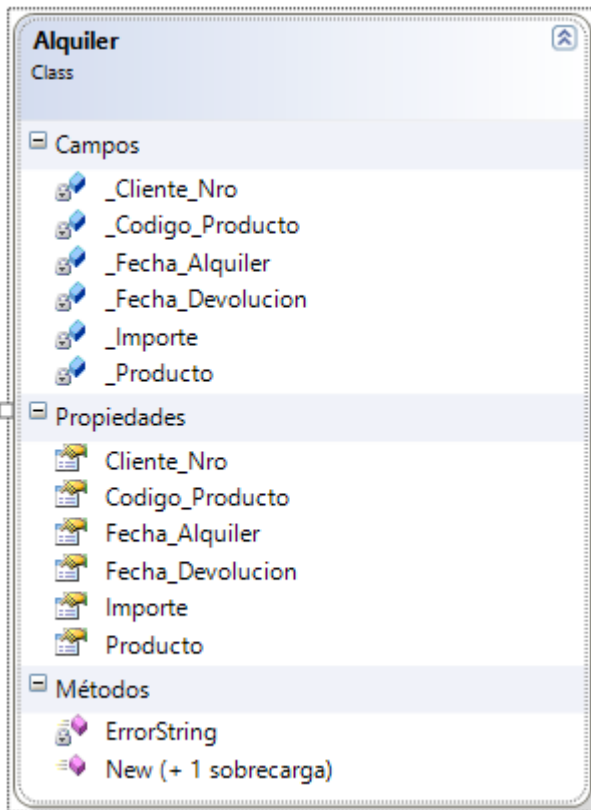 Alquiler
Class
Campos
_Cliente_Nro
_Codigo_Producto
_Fecha_Alquiler
_Fecha_Devolucion
_Importe
_Producto
Propiedades
Cliente_Nro
Codigo_Producto
Fecha_Alquiler
Fecha_Devolucion
Importe
Producto
Métodos
ErrorString
New (+ 1 sobrecarga)